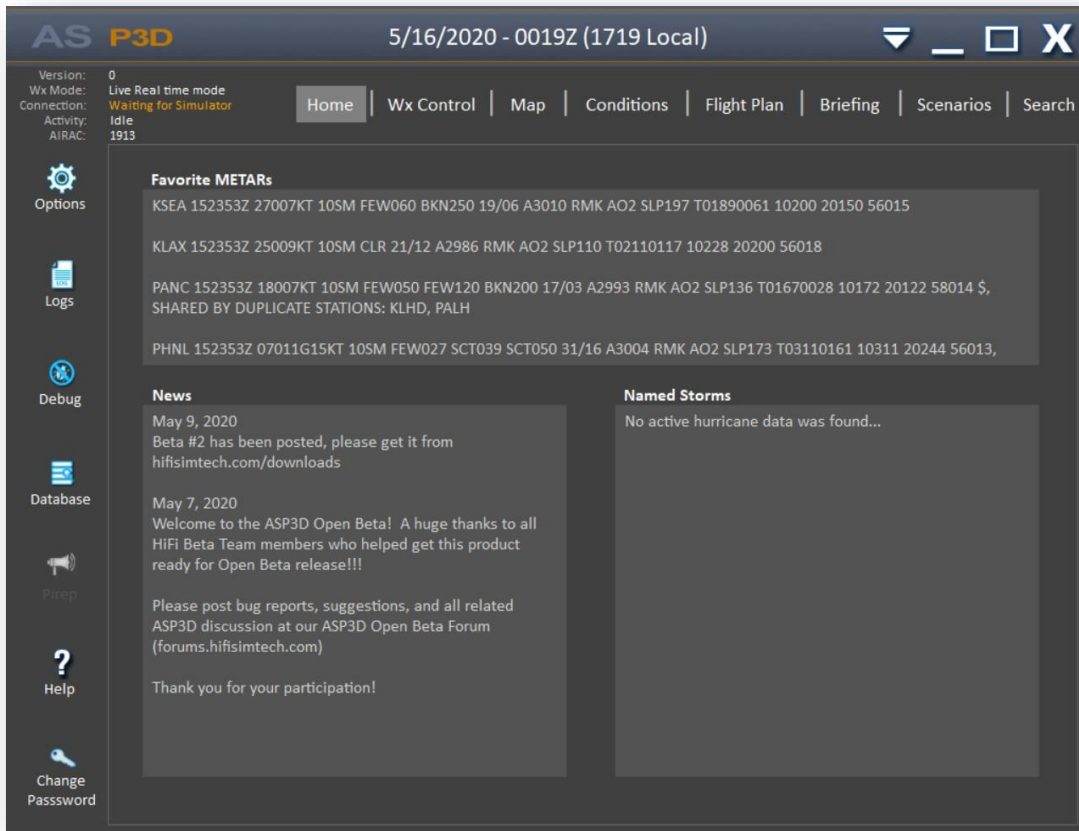 AS P3D
5/16/2020 - 0019Z (1719 Local)
X
Version: 0
Wx Mode: Live Real time mode
Connection: Waiting for Simulator
Activity: Idle
AIRAC: 1913
Home | Wx Control | Map | Conditions | Flight Plan | Briefing | Scenarios | Search
Options
Logs
Debug
Database
Pirep
?
Help
Change
Passsword
Favorite METARs
KSEA 152353Z 27007KT 10SM FEW060 BKN250 19/06 A3010 RMK AO2 SLP197 T01890061 10200 20150 56015
KLAX 152353Z 25009KT 10SM CLR 21/12 A2986 RMK AO2 SLP110 T02110117 10228 20200 56018
PANC 152353Z 18007KT 10SM FEW050 FEW120 BKN200 17/03 A2993 RMK AO2 SLP136 T01670028 10172 20122 58014 $,
SHARED BY DUPLICATE STATIONS: KLHD, PALH
PHNL 152353Z 07011G15KT 10SM FEW027 SCT039 SCT050 31/16 A3004 RMK AO2 SLP173 T03110161 10311 20244 56013,
News
May 9, 2020
Beta #2 has been posted, please get it from
hifisimtech.com/downloads
May 7, 2020
Welcome to the ASP3D Open Beta! A huge thanks to all
HiFi Beta Team members who helped get this product
ready for Open Beta release!!!
Please post bug reports, suggestions, and all related
ASP3D discussion at our ASP3D Open Beta Forum
(forums.hifisimtech.com)
Thank you for your participation!
Named Storms
No active hurricane data was found...